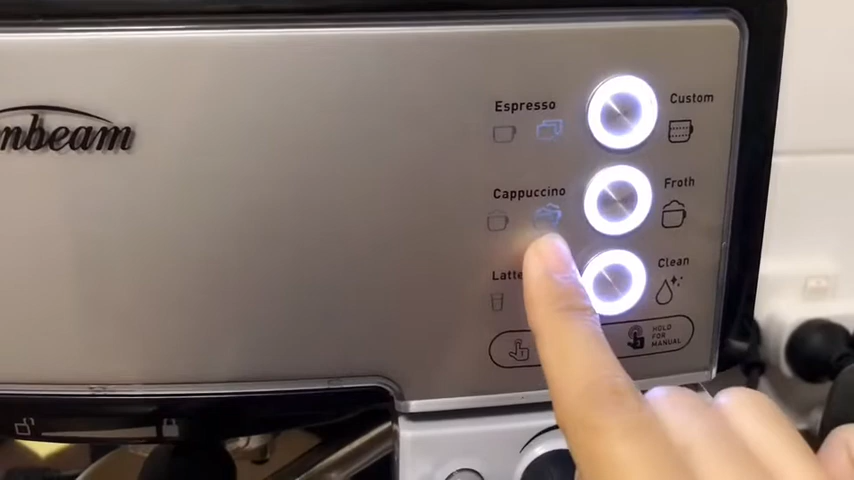 nbeam
Espresso
Custom
Cappuccino
Froth
Latte
Clean
HOLD
FOR
MANUAL